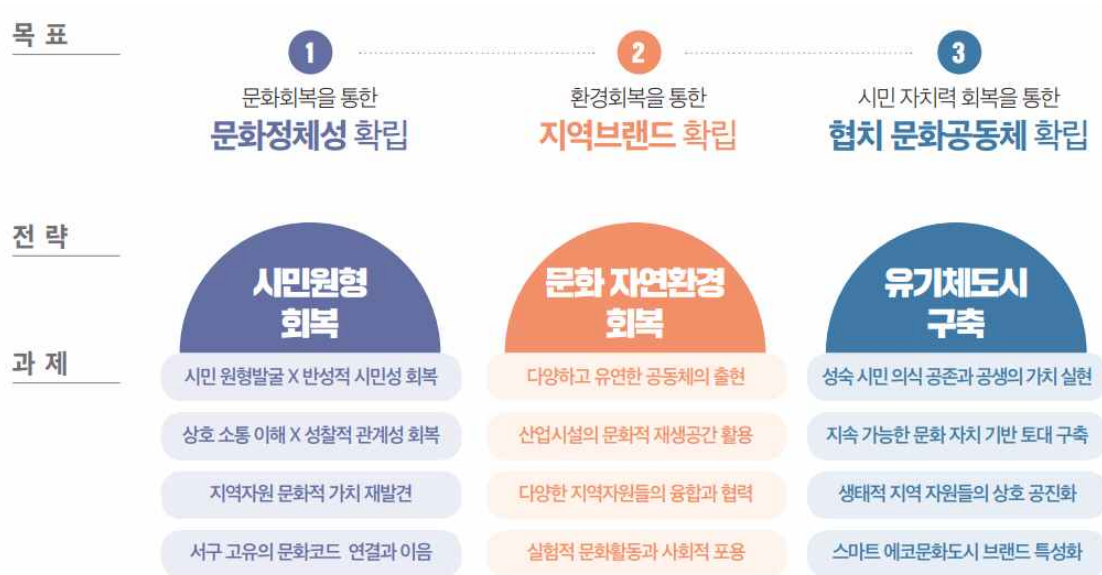 목 표
1
2
3
문화회복을 통한
문화정체성 확립
환경회복을 통한
지역브랜드 확립
시민 자치력 회복을 통한
협치 문화공동체 확립
전 략
시민원형
회복
문화 자연환경
회복
유기체도시
구축
과 제
시민 원형발굴 X 반성적 시민성 회복
다양하고 유연한 공동체의 출현
성숙 시민 의식 공존과 공생의 가치 실현
상호 소통 이해 X 성찰적 관계성 회복
산업시설의 문화적 재생공간 활용
지속 가능한 문화 자치 기반 토대 구축
지역자원 문화적 가치 재발견
다양한 지역자원들의 융합과 협력
생태적 지역 자원들의 상호 공진화
서구 고유의 문화코드 연결과 이음
실험적 문화활동과 사회적 포용
스마트 에코문화도시 브랜드 특성화